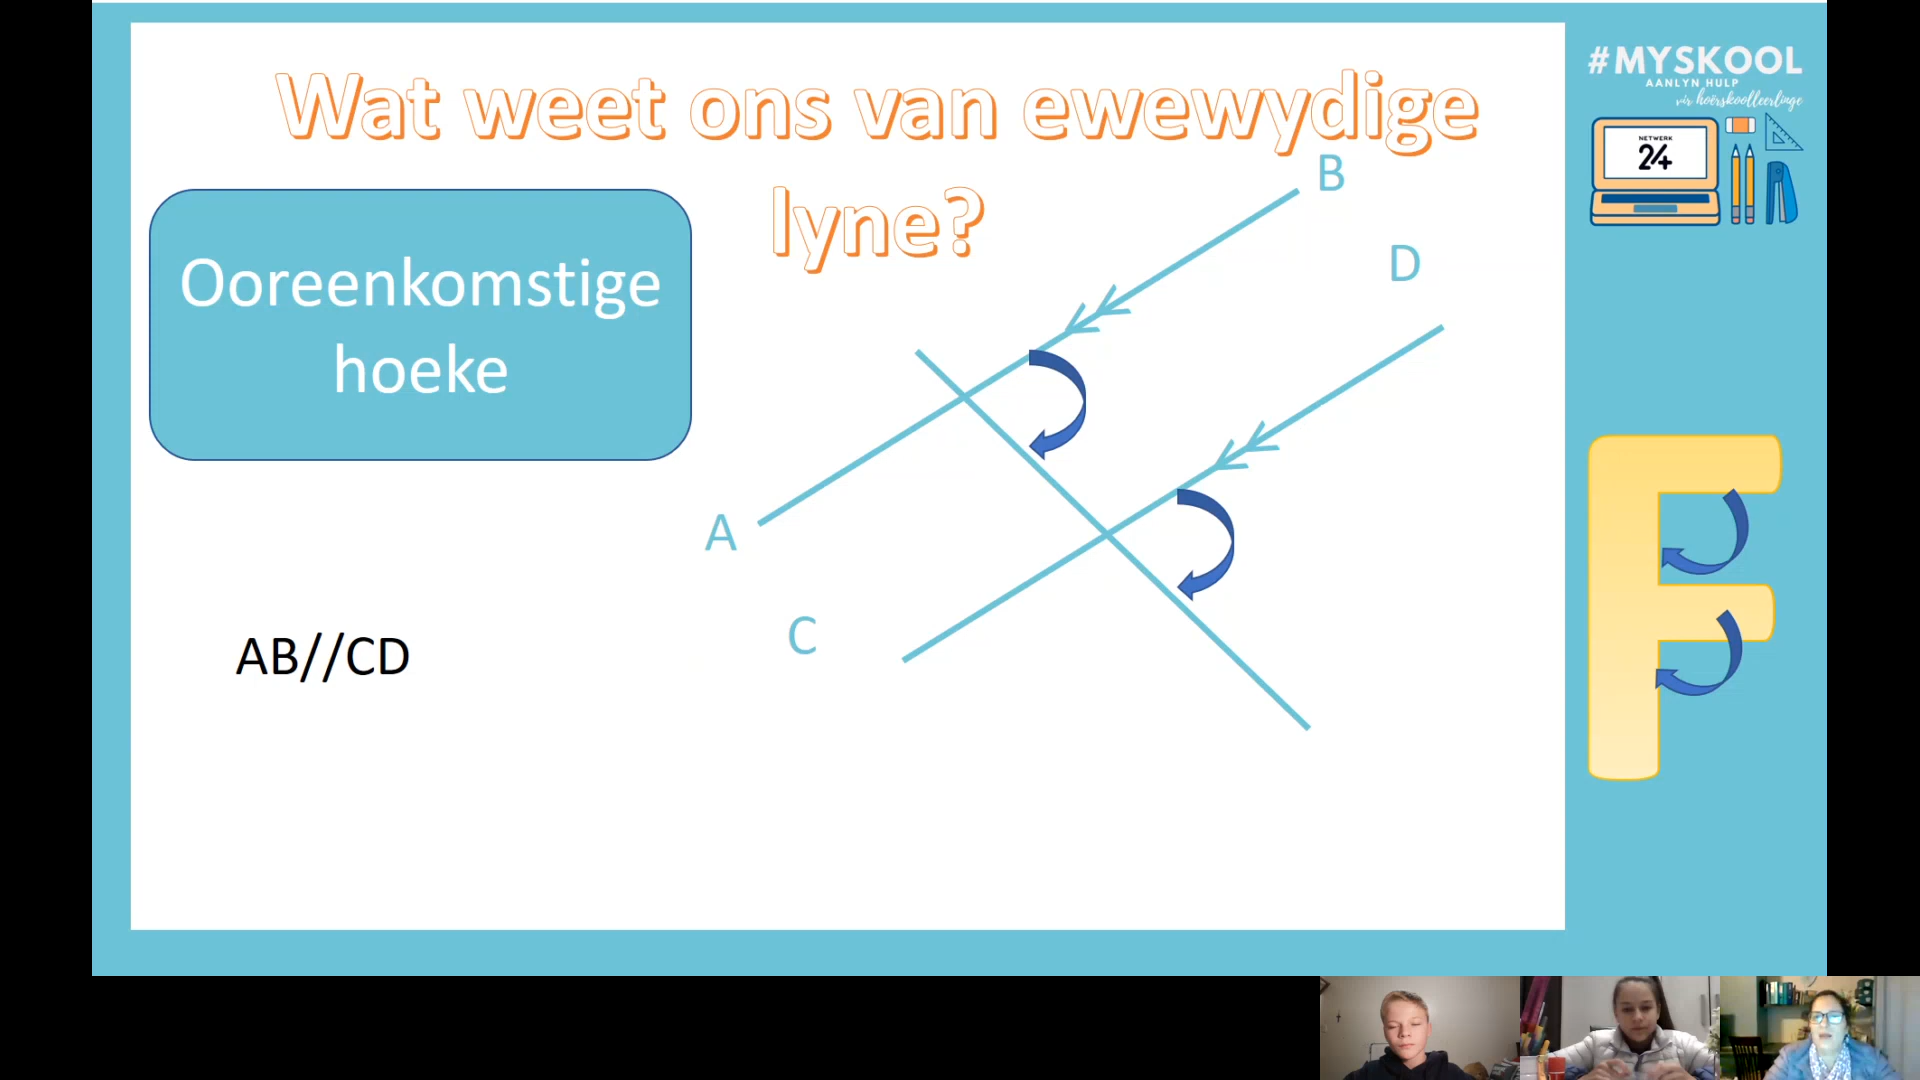 Wat weet ons van ewewydige
lyne?
Ooreenkomstige
hoeke
B
D
A
C
AB//CD
#MYSKOOL
AANLYN HULP
vir hoërskoolleerlinge
NETWERK
24
F